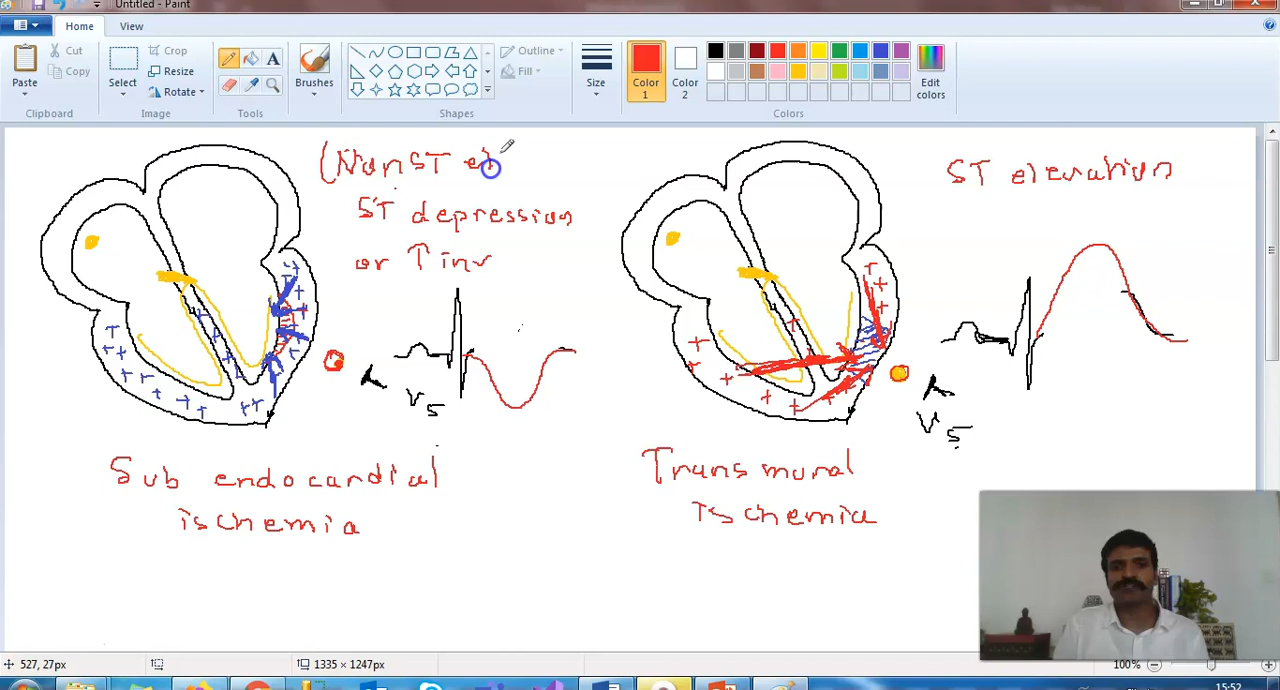 Untitled - Paint
Home
View
Paste
Cut
Copy
Clipboard
Select
Crop
Resize
Rotate
Image
Tools
Brushes
Shapes
Outline
Fill
Size
Color 1
Color 2
Edit colors
Colors
(Non ST el
ST depression
or T inv
V5
Sub endocardial
ischemia
ST elevation
V5
Transmural
Ischemia
527, 27px
1335 × 1247px
100%
15:52